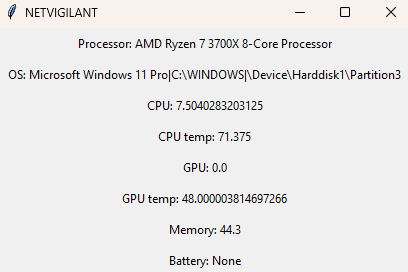 NETVIGILANT
Processor: AMD Ryzen 7 3700X 8-Core Processor
OS: Microsoft Windows 11 Pro|C:\WINDOWS|\Device\Harddisk1\Partition3
CPU: 7.5040283203125
CPU temp: 71.375
GPU: 0.0
GPU temp: 48.000003814697266
Memory: 44.3
Battery: None